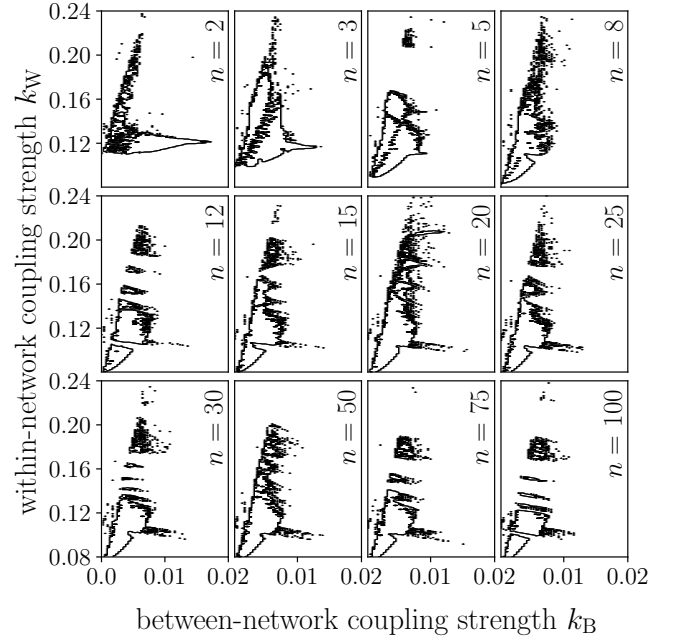 within-network coupling strength k_W
0.24
0.20
0.16
0.12
n = 2
n = 3
n = 5
n = 8
0.24
0.20
0.16
0.12
n = 12
n = 15
n = 20
n = 25
0.24
0.20
0.16
0.12
0.08
n = 30
n = 50
n = 75
n = 100
0.0 0.01 0.02 0.01 0.02 0.01 0.02 0.01 0.02
between-network coupling strength k_B